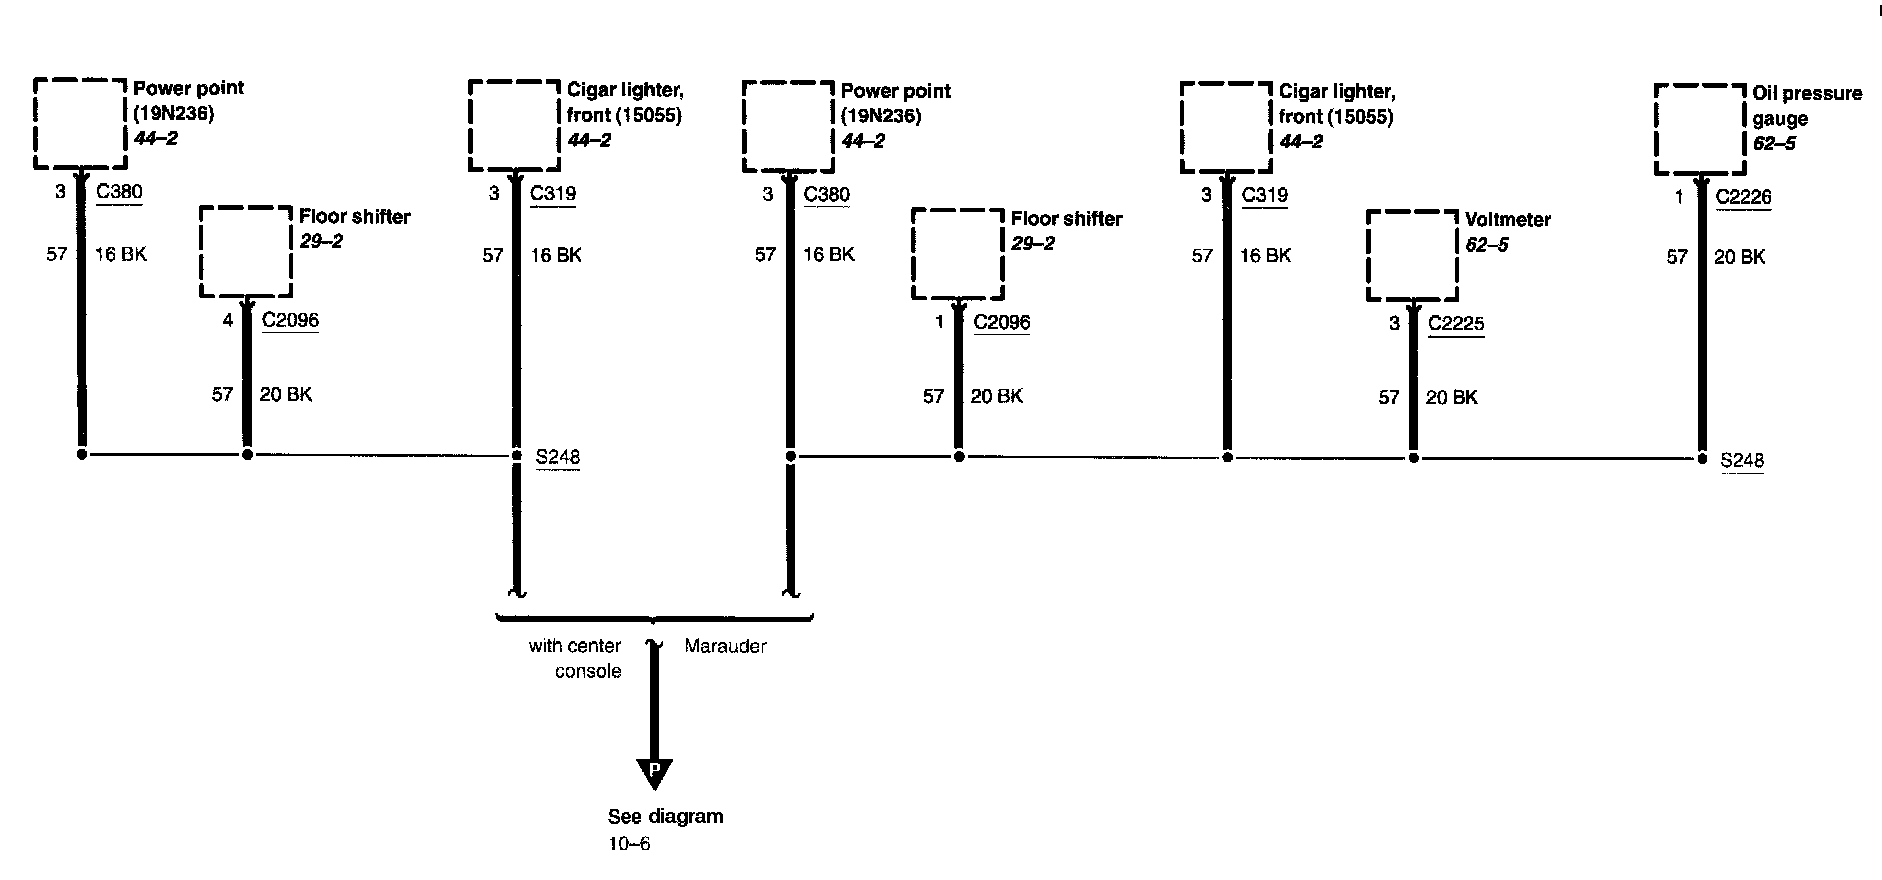 Power point
(19N236)
44–2
3 C380
57 16 BK
Floor shifter
29–2
4 C2096
57 20 BK
Cigar lighter,
front (15055)
44–2
3 C319
57 16 BK
S248
Power point
(19N236)
44–2
3 C380
57 16 BK
Floor shifter
29–2
1 C2096
57 20 BK
Cigar lighter,
front (15055)
44–2
3 C319
57 16 BK
Voltmeter
62–5
3 C2225
57 20 BK
Oil pressure
gauge
62–5
1 C2226
57 20 BK
S248
with center
console
Marauder
P
See diagram
10–6